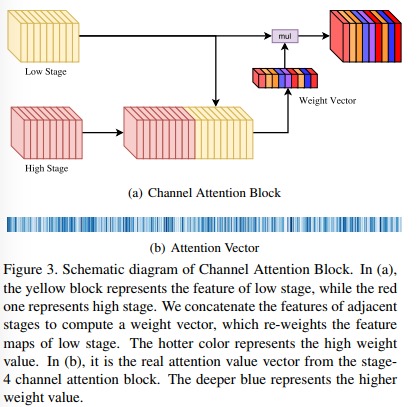 mul
Low Stage
Weight Vector
High Stage
(a) Channel Attention Block
(b) Attention Vector
Figure 3. Schematic diagram of Channel Attention Block. In (a),
the yellow block represents the feature of low stage, while the red
one represents high stage. We concatenate the features of adjacent
stages to compute a weight vector, which re-weights the feature
maps of low stage. The hotter color represents the high weight
value. In (b), it is the real attention value vector from the stage-
4 channel attention block. The deeper blue represents the higher
weight value.